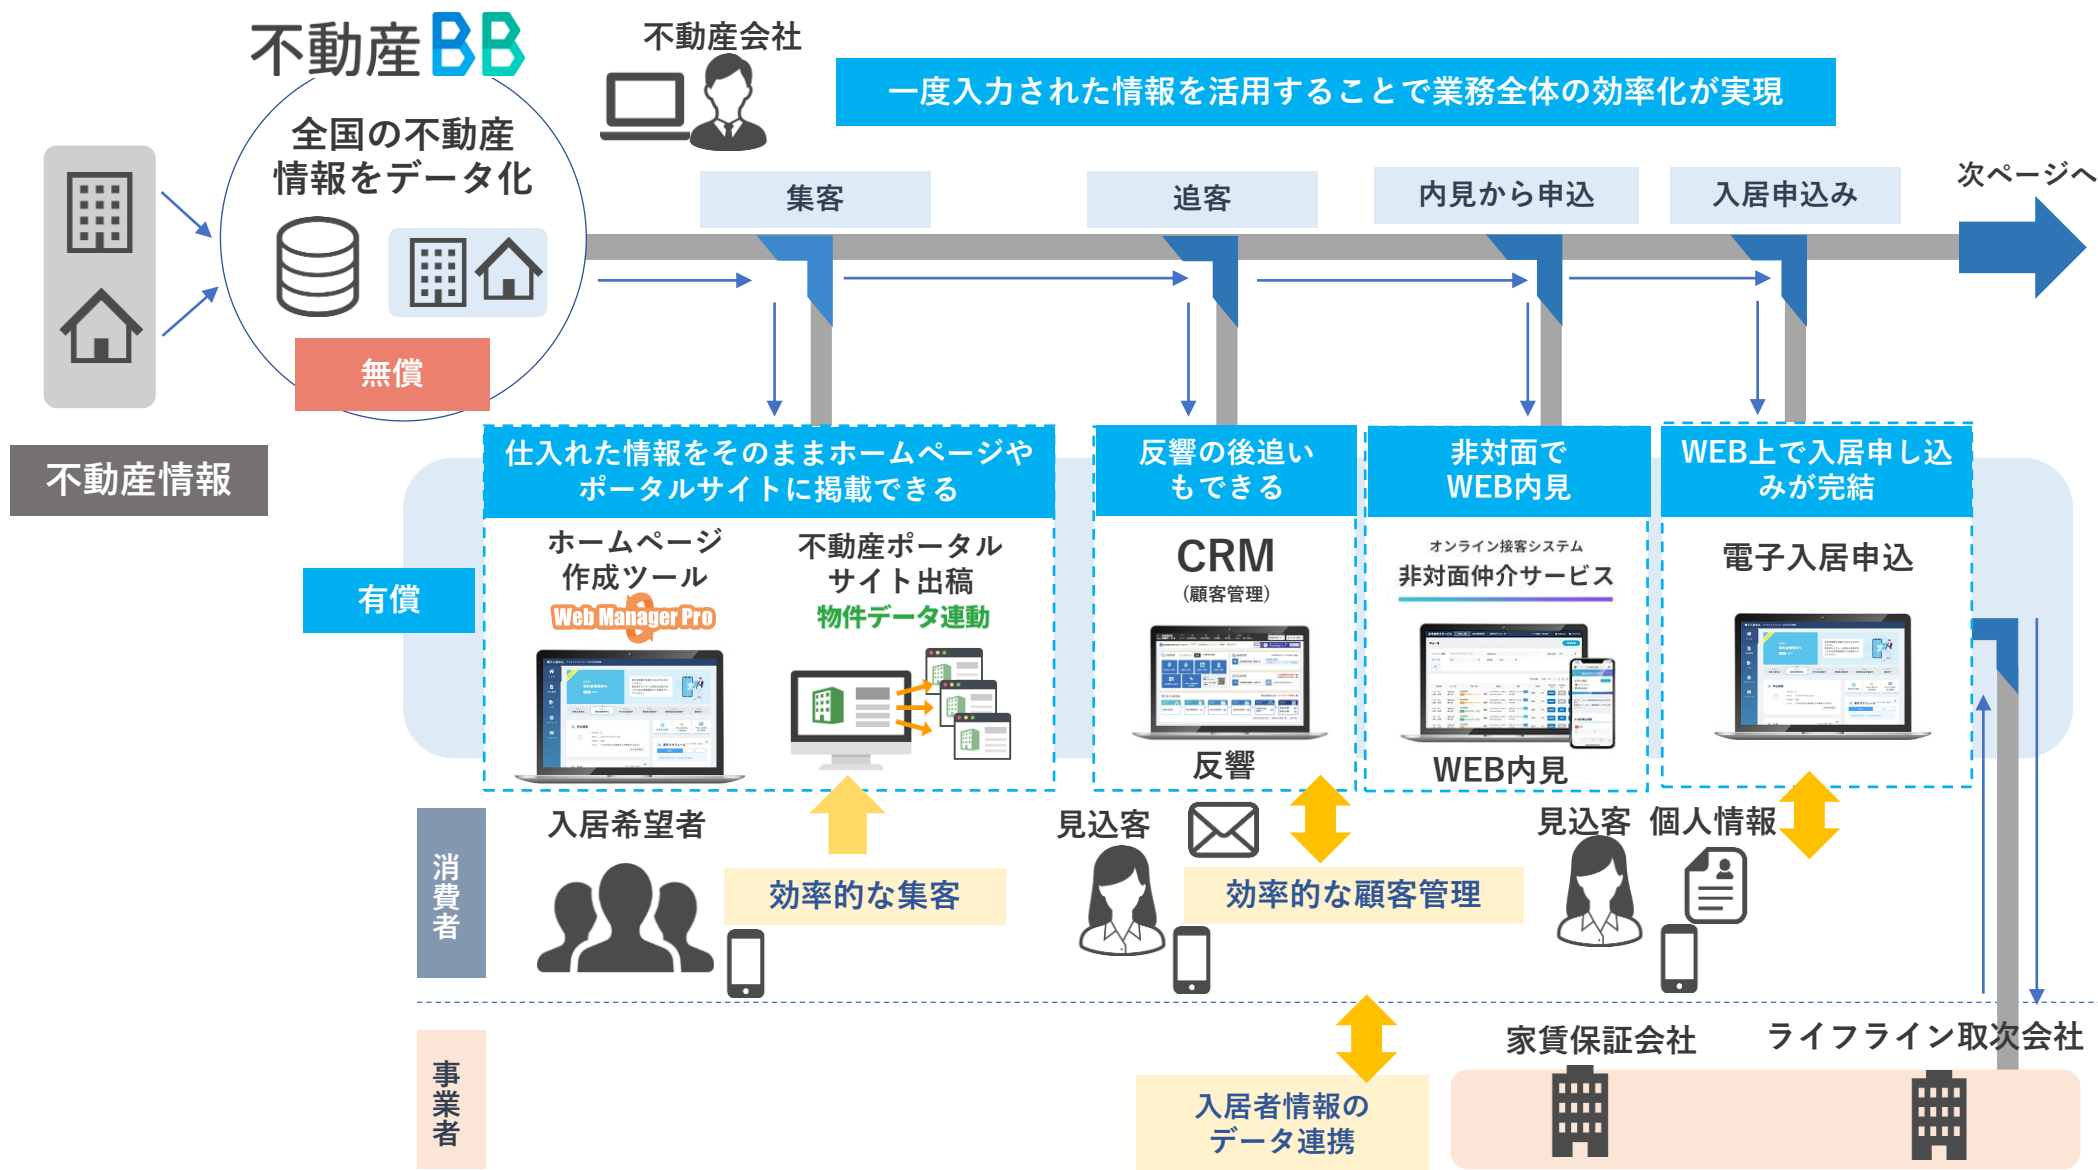 不動産BB
不動産会社
一度入力された情報を活用することで業務全体の効率化が実現
全国の不動産
情報をデータ化
無償
不動産情報
集客
追客
内見から申込
入居申込み
次ページへ
仕入れた情報をそのままホームページや
ポータルサイトに掲載できる
反響の後追い
もできる
非対面で
WEB内見
WEB上で入居申し込
みが完結
有償
ホームページ
作成ツール
Web Manager Pro
不動産ポータル
サイト出稿
物件データ連動
CRM
(顧客管理)
反響
オンライン接客システム
非対面仲介サービス
WEB内見
電子入居申込
消費者
入居希望者
効率的な集客
見込客
効率的な顧客管理
見込客
個人情報
事業者
入居者情報の
データ連携
家賃保証会社
ライフライン取次会社